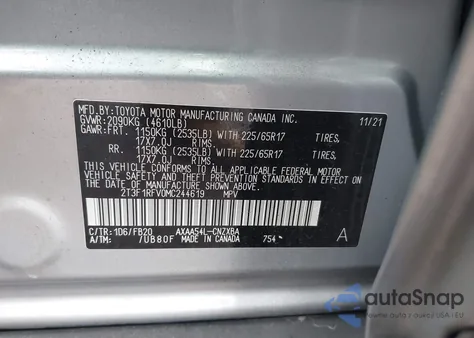 MFD.BY:TOYOTA MOTOR MANUFACTURING CANADA INC.
GVWR: 2090KG (4610LB) 11/21
GAWR:FRT. 1150KG (2535LB) WITH 225/65R17 TIRES,
17X7.0J RIMS,
RR. 1150KG (2535LB) WITH 225/65R17 TIRES,
17X7.0J RIMS,
THIS VEHICLE CONFORMS TO ALL APPLICABLE FEDERAL MOTOR
VEHICLE SAFETY AND BUMPER STANDARDS IN EFFECT ON THE DATE OF
MANUFACTURE SHOWN ABOVE.
2T3F1RFV0MC244619 MPV
C/TR:1D6/FB20 AXAA54L-CNZXBA
A/TM: 7UB80F MADE IN CANADA 754 A
autoSnap